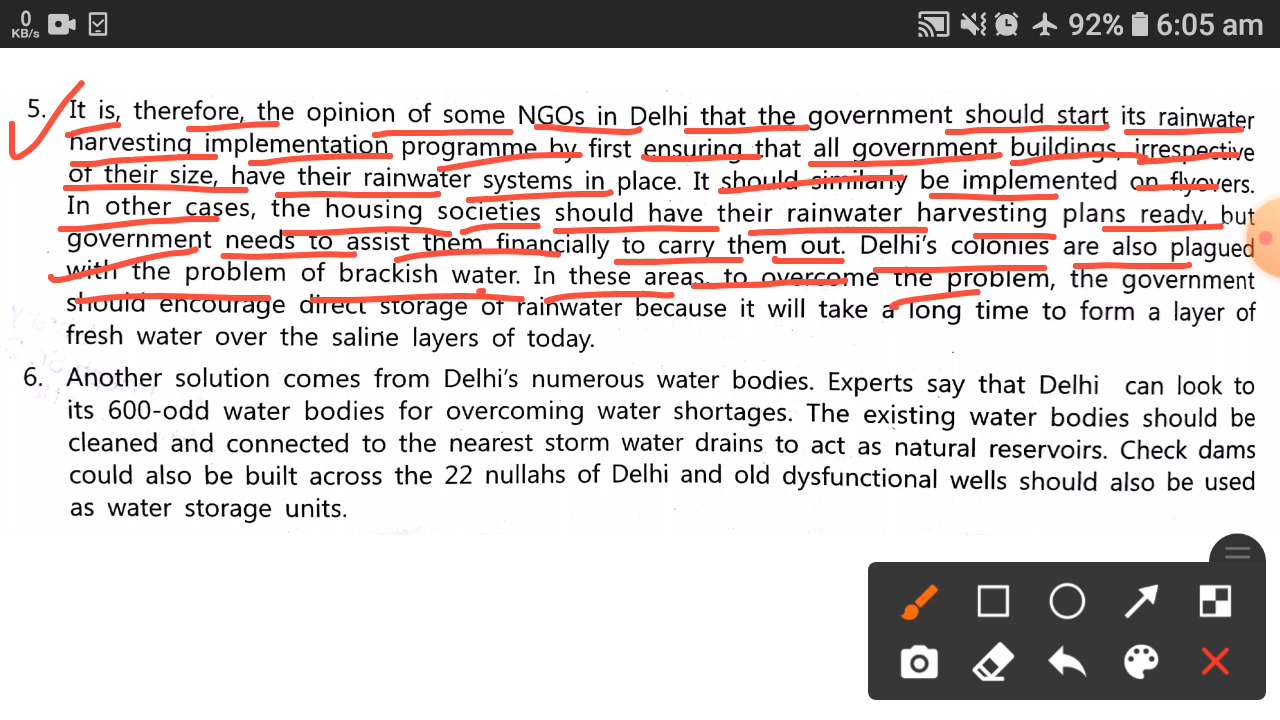 0
KB/s
92% 6:05 am
5. It is, therefore, the opinion of some NGOs in Delhi that the government should start its rainwater
harvesting implementation programme by first ensuring that all government buildings, irrespective
of their size, have their rainwater systems in place. It should similarly be implemented on flyovers.
In other cases, the housing societies should have their rainwater harvesting plans ready, but
government needs to assist them financially to carry them out. Delhi's colonies are also plagued
with the problem of brackish water. In these areas, to overcome the problem, the government
should encourage direct storage of rainwater because it will take a long time to form a layer of
fresh water over the saline layers of today.
6. Another solution comes from Delhi's numerous water bodies. Experts say that Delhi can look to
its 600-odd water bodies for overcoming water shortages. The existing water bodies should be
cleaned and connected to the nearest storm water drains to act as natural reservoirs. Check dams
could also be built across the 22 nullahs of Delhi and old dysfunctional wells should also be used
as water storage units.